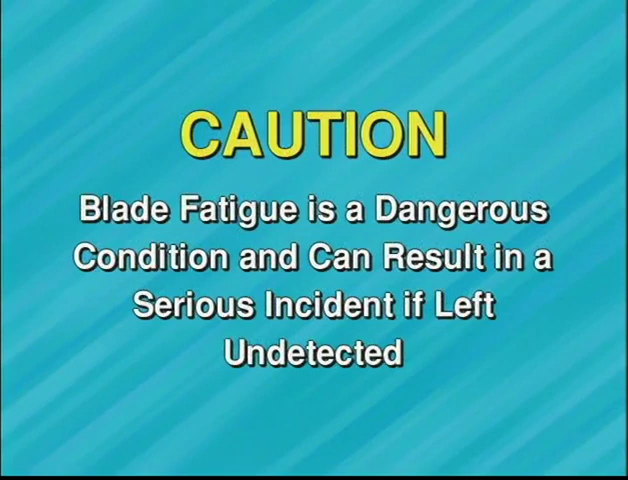 CAUTION
Blade Fatigue is a Dangerous
Condition and Can Result in a
Serious Incident if Left
Undetected